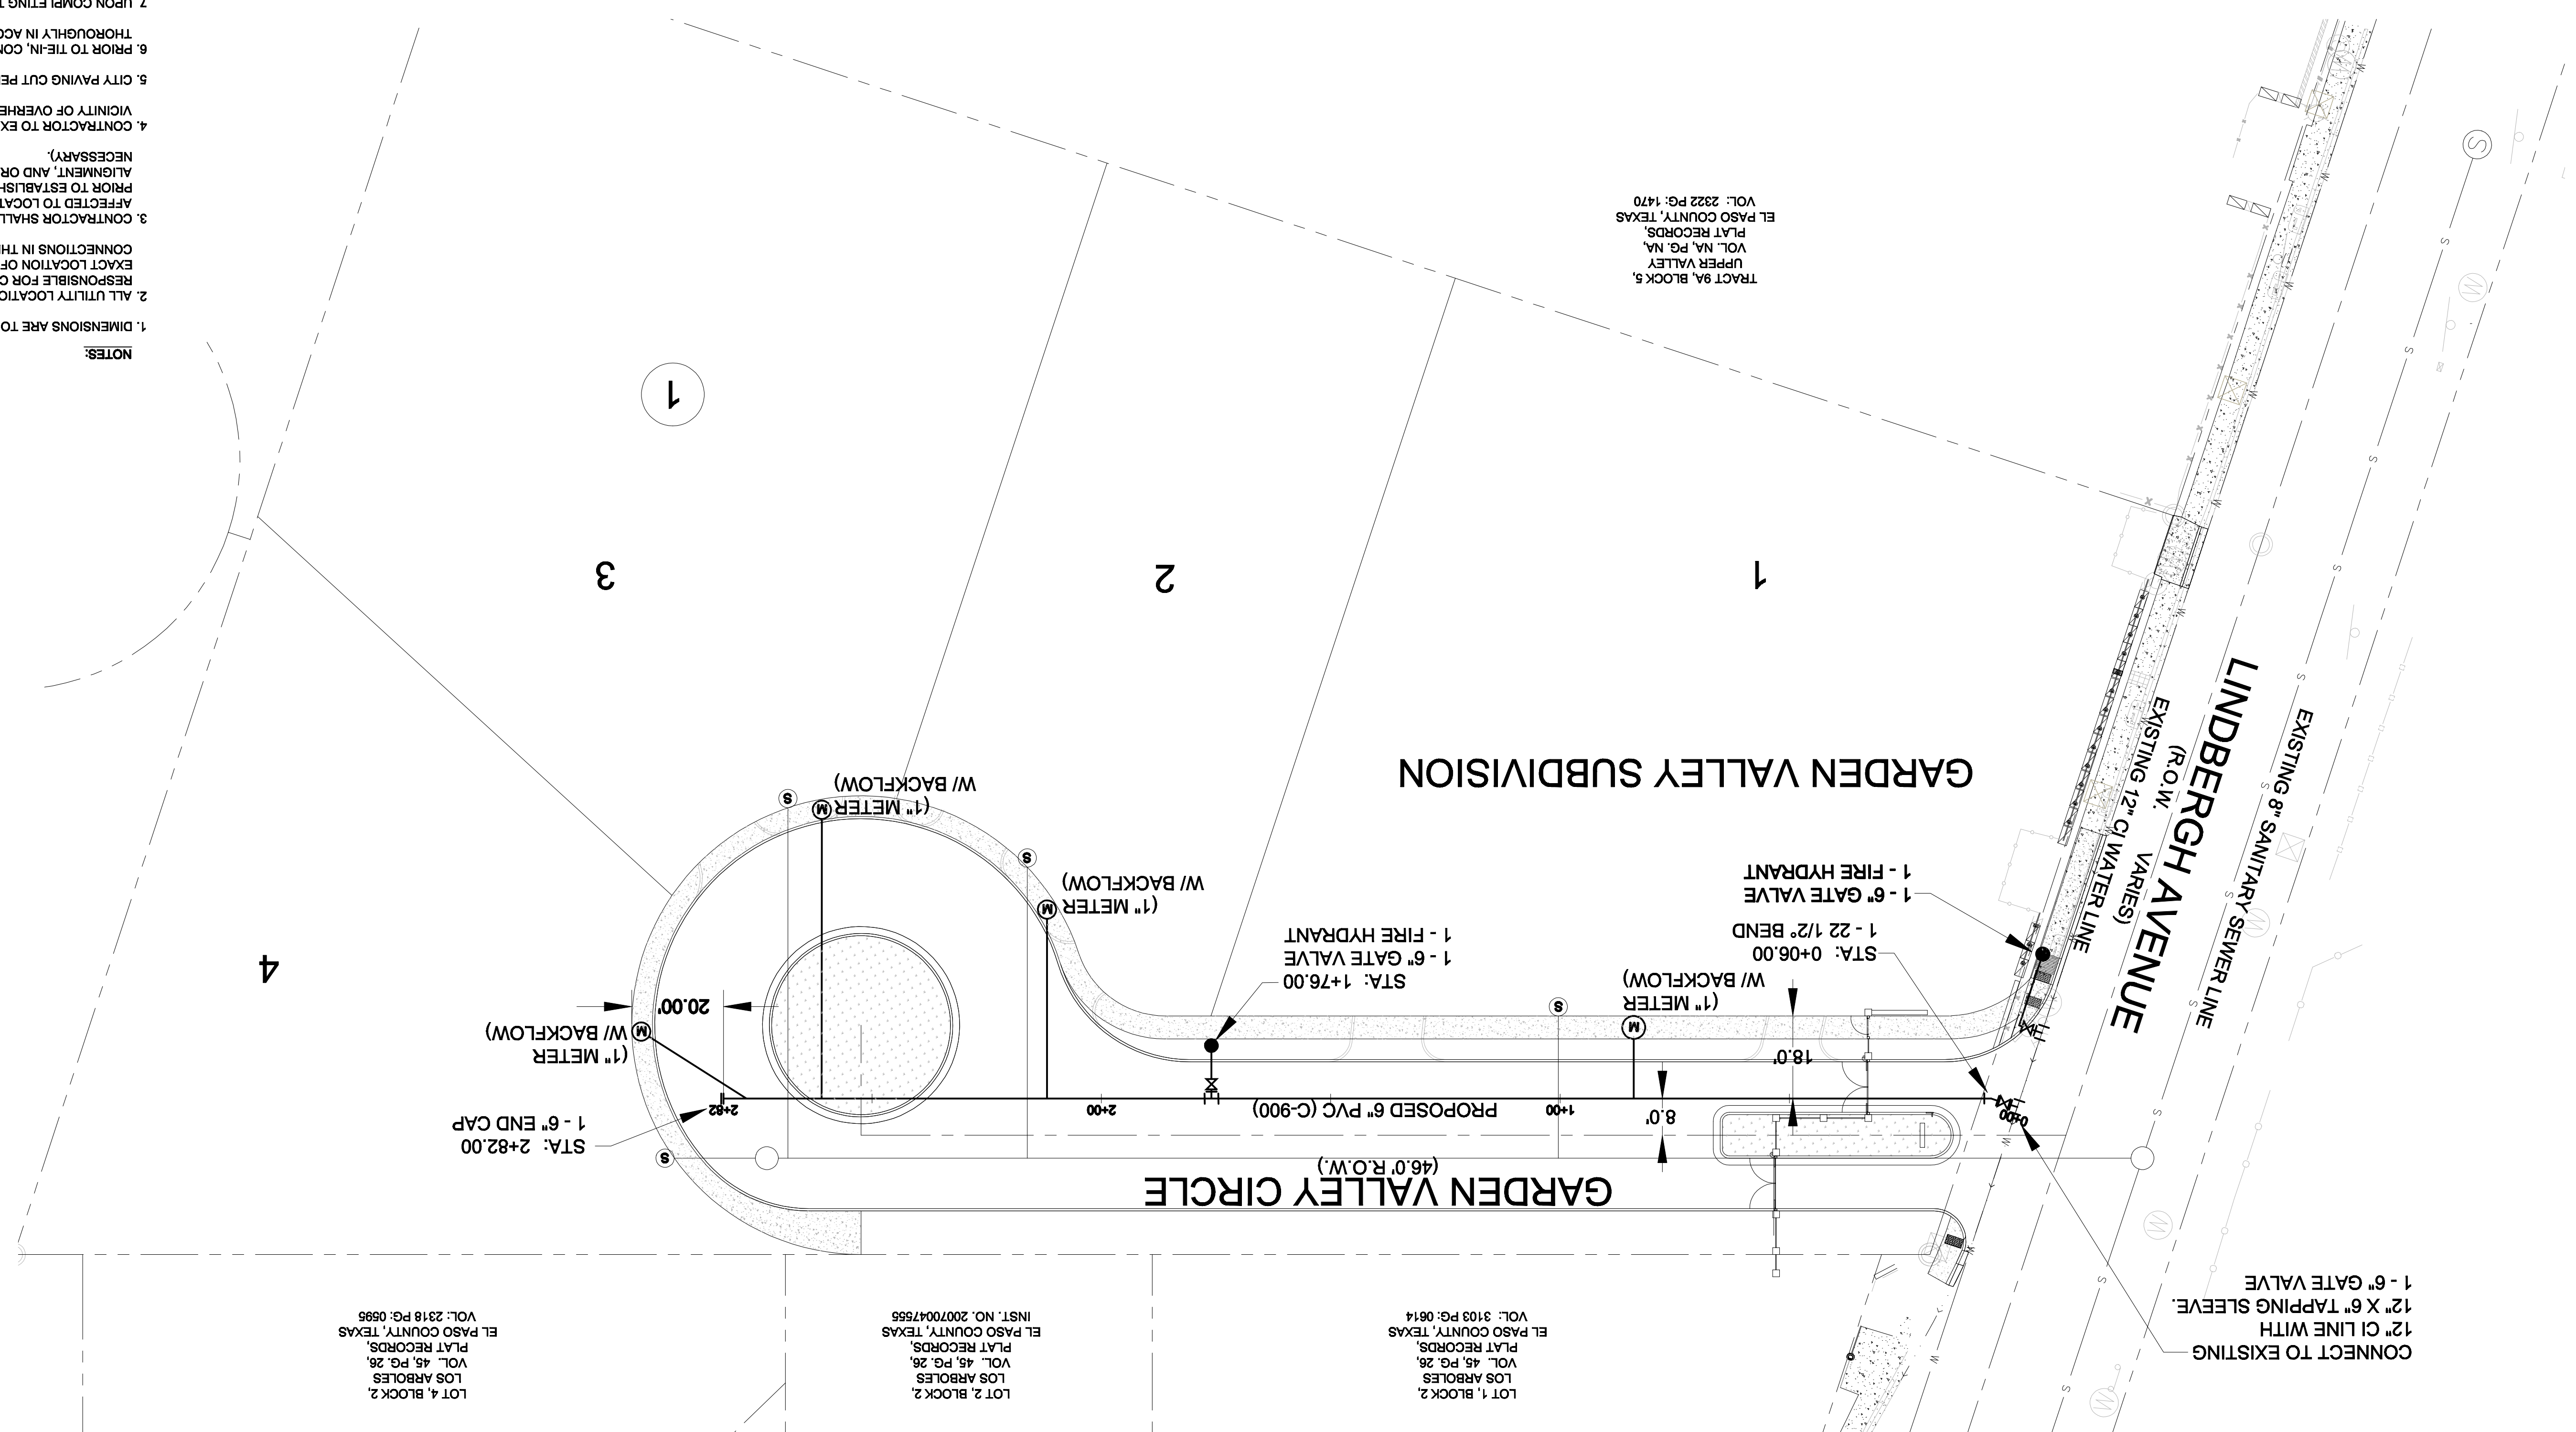 CONNECT TO EXISTING
12" CI LINE WITH
12" X 6" TAPPING SLEEVE.
1 - 6" GATE VALVE
LOT 1, BLOCK 2,
LOS ARBOLES
VOL. 45, PG. 26,
PLAT RECORDS,
EL PASO COUNTY, TEXAS
VOL: 3103 PG: 0614
LOT 2, BLOCK 2,
LOS ARBOLES
VOL. 45, PG. 26,
PLAT RECORDS,
EL PASO COUNTY, TEXAS
INST. NO. 20070047555
LOT 4, BLOCK 2,
LOS ARBOLES
VOL. 45, PG. 26,
PLAT RECORDS,
EL PASO COUNTY, TEXAS
VOL.: 2318 PG: 0595
GARDEN VALLEY CIRCLE
(46.0' R.O.W.)
STA: 2+82.00
1 - 6" END CAP
0+00
8.0'
1+00
PROPOSED 6" PVC (C-900)
2+00
2+82
18.0'
(1" METER
W/ BACKFLOW)
20.00'
(1" METER
W/ BACKFLOW)
STA: 0+06.00
1 - 22 1/2° BEND
STA: 1+76.00
1 - 6" GATE VALVE
1 - FIRE HYDRANT
1 - 6" GATE VALVE
1 - FIRE HYDRANT
(1" METER
W/ BACKFLOW)
(1" METER
W/ BACKFLOW)
M
M
M
M
S
S
S
S
EXISTING 8" SANITARY SEWER LINE
LINDBERGH AVENUE
(R.O.W. VARIES)
EXISTING 12" CI WATER LINE
GARDEN VALLEY SUBDIVISION
4
1
2
3
1
TRACT 9A, BLOCK 5,
UPPER VALLEY
VOL. NA, PG. NA,
PLAT RECORDS,
EL PASO COUNTY, TEXAS
VOL: 2322 PG: 1470
NOTES:
1. DIMENSIONS ARE TO
2. ALL UTILITY LOCATIO
RESPONSIBLE FOR C
EXACT LOCATION OF
CONNECTIONS IN TH
3. CONTRACTOR SHALL
AFFECTED TO LOCAT
PRIOR TO ESTABLISH
ALIGNMENT, AND OR
NECESSARY).
4. CONTRACTOR TO EX
VICINITY OF OVERHE
5. CITY PAVING CUT PE
6. PRIOR TO TIE-IN, CON
THOROUGHLY IN ACC
7. UPON COMPLETING T